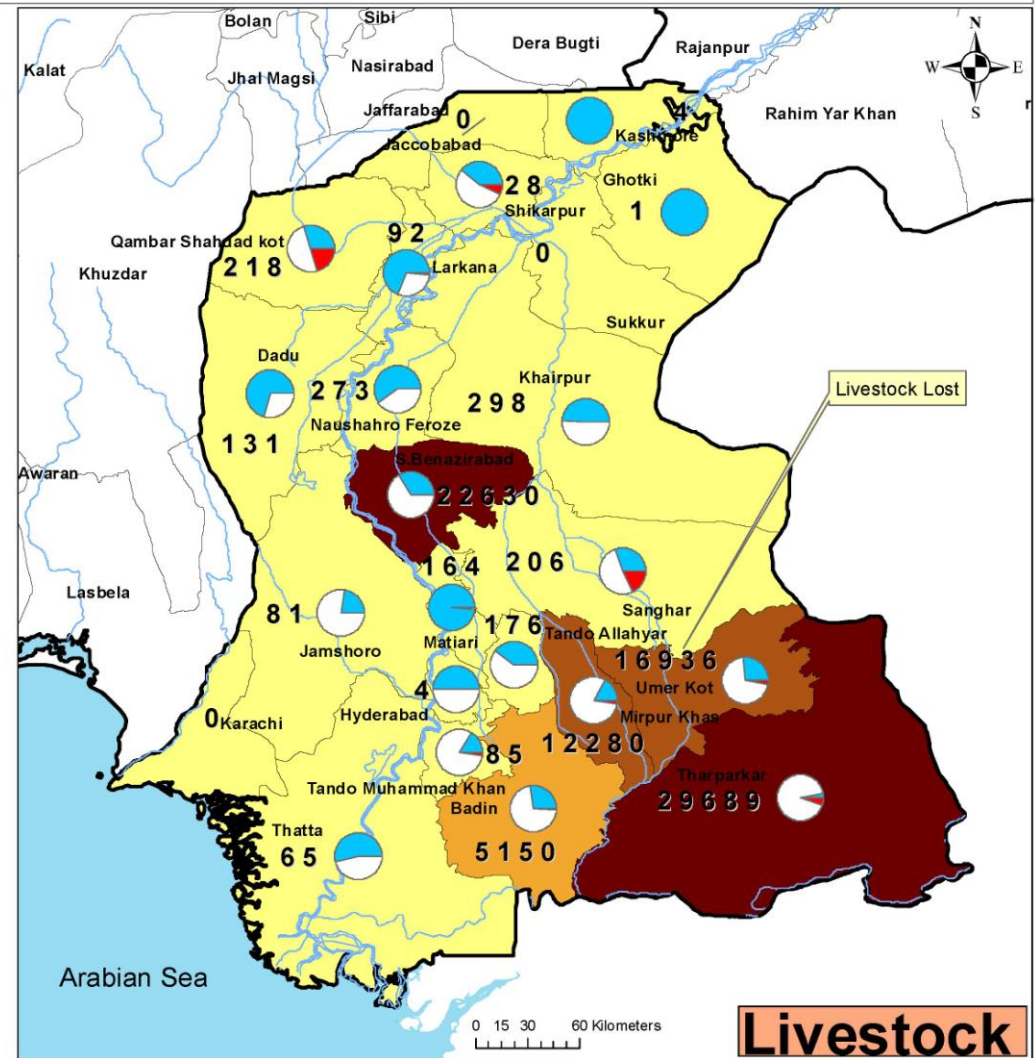 Bolan
Sibi
Dera Bugti
Rajanpur
N
W
E
S
Kalat
Jhal Magsi
Nasirabad
Jaffarabad
0
Jaccobabad
4
Kashmore
Rahim Yar Khan
28
Shikarpur
Ghotki
1
Qambar Shahdad kot
218
92
Larkana
0
Khuzdar
Sukkur
Dadu
131
273
Naushahro Feroze
Khairpur
298
Livestock Lost
Awaran
S.Benazirabad
22630
164
206
Sanghar
Lasbela
81
Jamshoro
Matiari
176
Tando Allahyar
16936
Umer Kot
4
Hyderabad
Mirpur Khas
12280
0
Karachi
85
Tando Muhammad Khan
Badin
5150
Tharparkar
29689
Thatta
65
Arabian Sea
0 15 30 60 Kilometers
Livestock